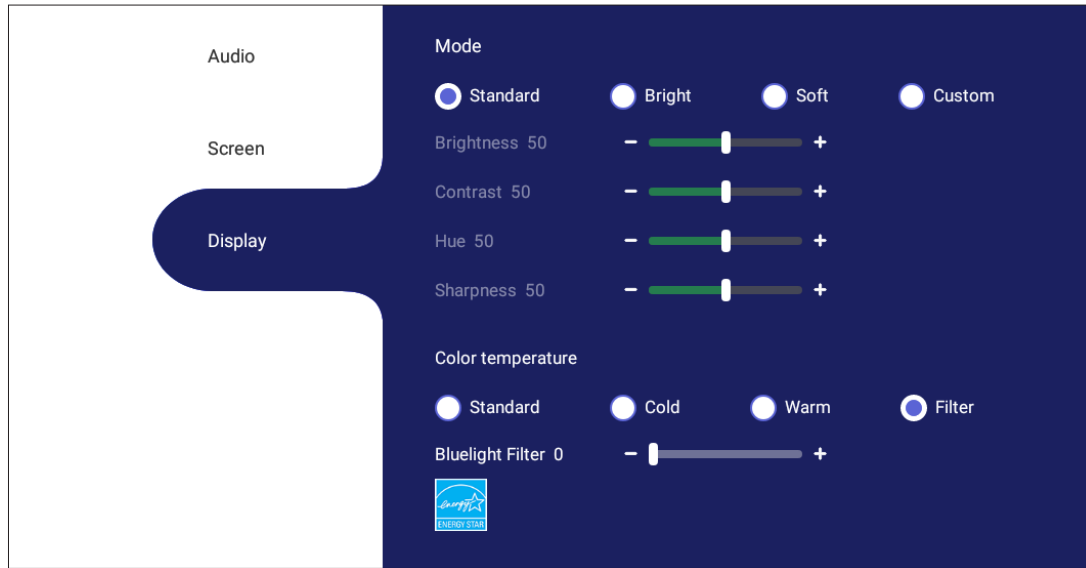 Audio
Screen
Display
Mode
Standard Bright Soft Custom
Brightness 50 - +
Contrast 50 - +
Hue 50 - +
Sharpness 50 - +
Color temperature
Standard Cold Warm Filter
Bluelight Filter 0 - +
energy
ENERGY STAR